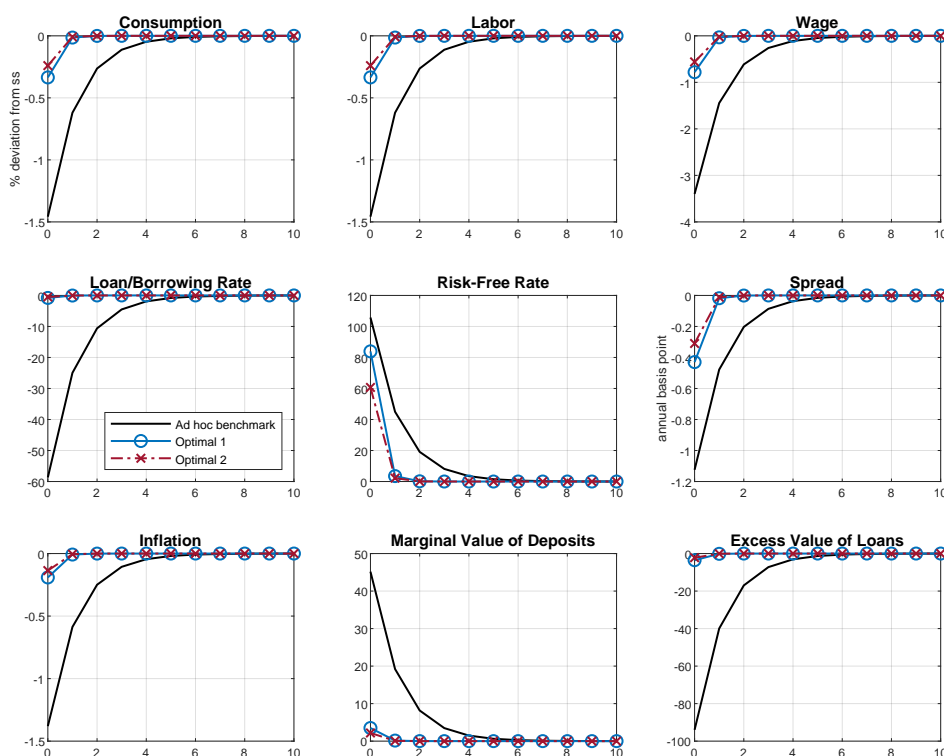 Consumption
Labor
Wage
% deviation from ss
0
-0.5
-1
-1.5
0 2 4 6 8 10
0
-0.5
-1
-1.5
0 2 4 6 8 10
0
-1
-2
-3
-4
0 2 4 6 8 10
Loan/Borrowing Rate
Risk-Free Rate
Spread
0
-10
-20
-30
-40
-50
-60
Ad hoc benchmark
Optimal 1
Optimal 2
120
100
80
60
40
20
0
annual basis point
0
-0.2
-0.4
-0.6
-0.8
-1
-1.2
0 2 4 6 8 10
0 2 4 6 8 10
0 2 4 6 8 10
Inflation
Marginal Value of Deposits
Excess Value of Loans
0
-0.5
-1
-1.5
0 2 4 6 8 10
50
40
30
20
10
0
0 2 4 6 8 10
0
-20
-40
-60
-80
-100
0 2 4 6 8 10